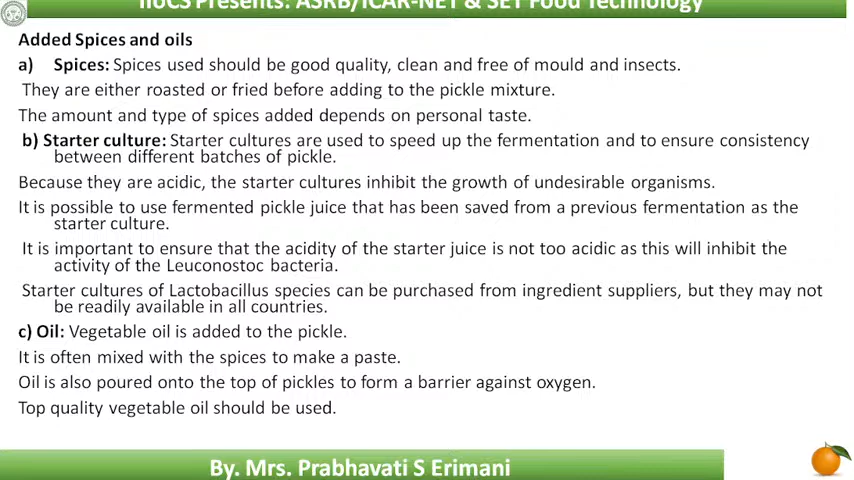 IIoCS Presents: ASRB/ICAR-NET & SET Food Technology
Added Spices and oils
a) Spices: Spices used should be good quality, clean and free of mould and insects.
They are either roasted or fried before adding to the pickle mixture.
The amount and type of spices added depends on personal taste.
b) Starter culture: Starter cultures are used to speed up the fermentation and to ensure consistency
between different batches of pickle.
Because they are acidic, the starter cultures inhibit the growth of undesirable organisms.
It is possible to use fermented pickle juice that has been saved from a previous fermentation as the
starter culture.
It is important to ensure that the acidity of the starter juice is not too acidic as this will inhibit the
activity of the Leuconostoc bacteria.
Starter cultures of Lactobacillus species can be purchased from ingredient suppliers, but they may not
be readily available in all countries.
c) Oil: Vegetable oil is added to the pickle.
It is often mixed with the spices to make a paste.
Oil is also poured onto the top of pickles to form a barrier against oxygen.
Top quality vegetable oil should be used.
By. Mrs. Prabhavati S Erimani